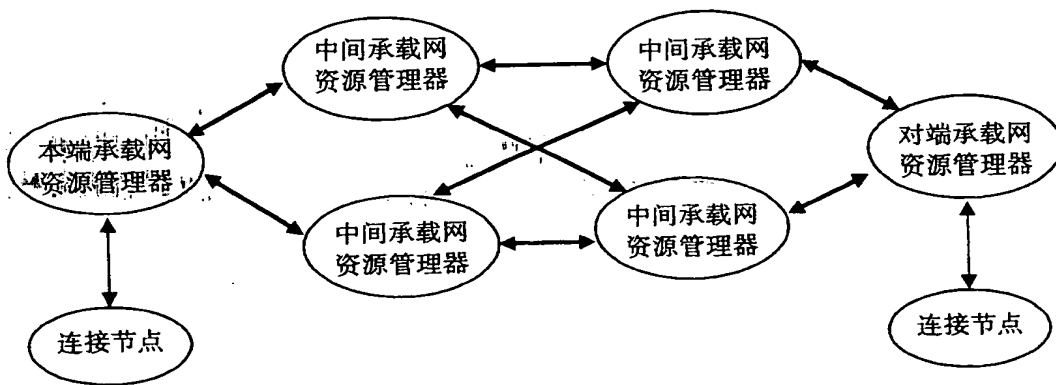 中间承载网
资源管理器
中间承载网
资源管理器
本端承载网
资源管理器
对端承载网
资源管理器
中间承载网
资源管理器
中间承载网
资源管理器
连接节点
连接节点